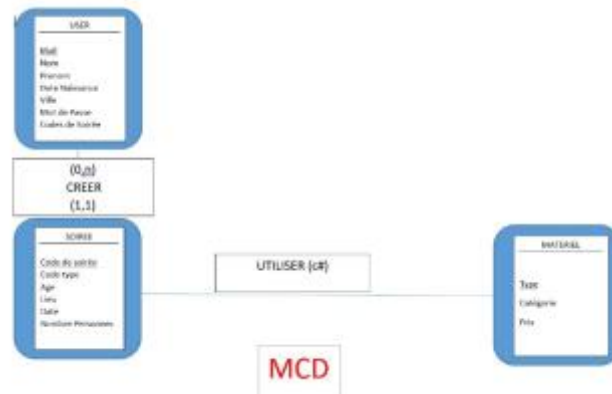 USER
Mail
Nom
Prenom
Date Naissance
Ville
Mot de Passe
Codes de Soirée
(0,n)
CREER
(1,1)
SOIREE
Code de soirée
Code type
Age
Lieu
Date
Nombre Personnes
UTILISER (c#)
MATERIEL
Type
Catégorie
Prix
MCD